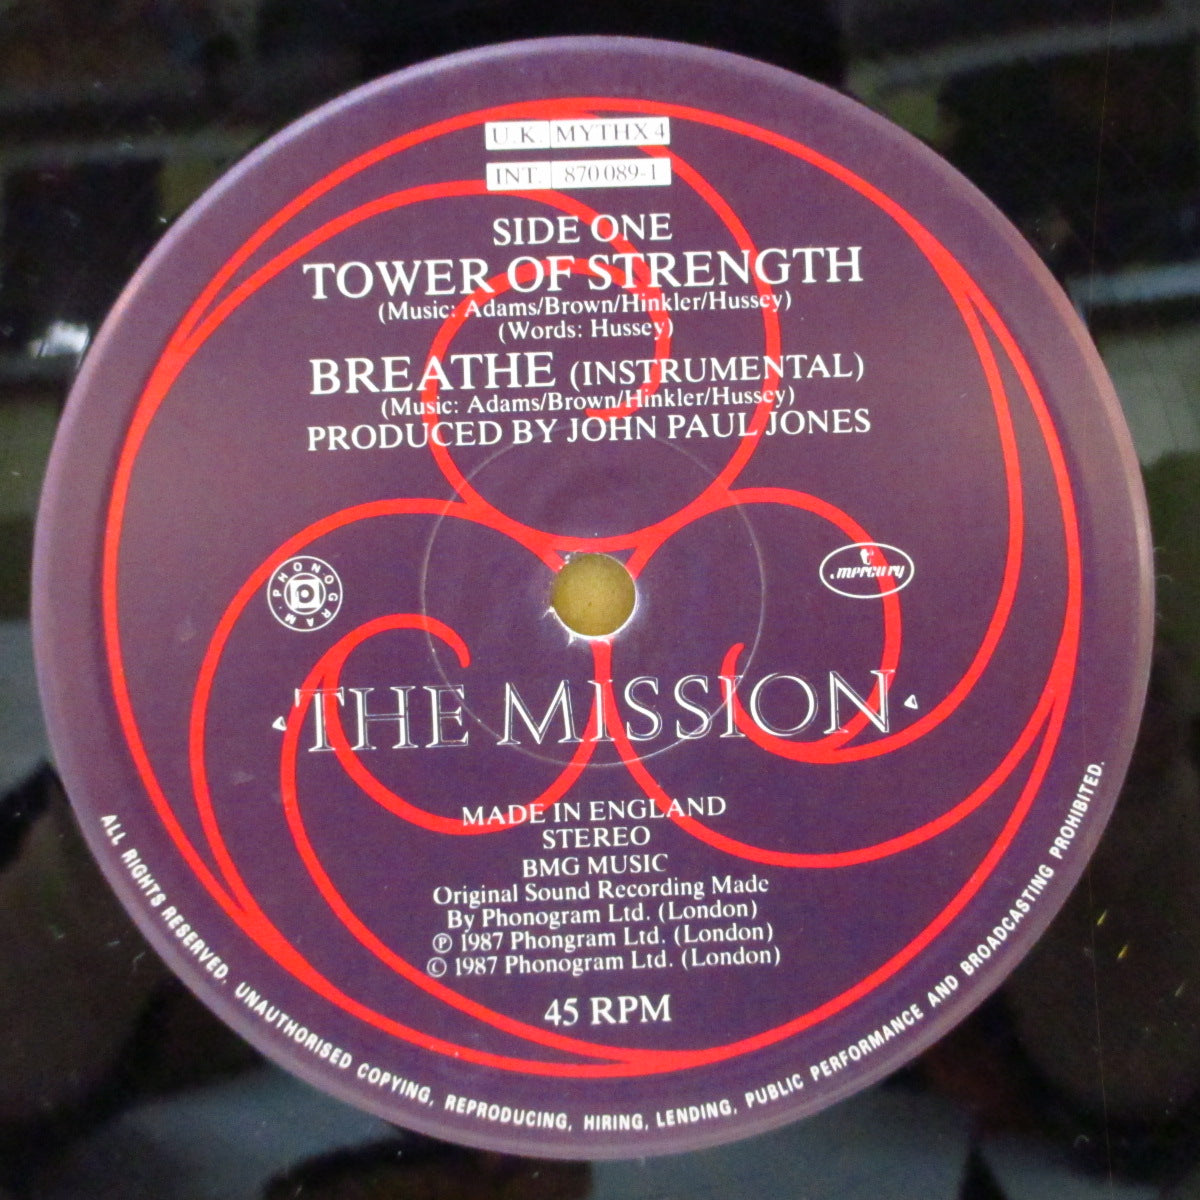 U.K. MYTHX 4
INT. 870 089-1
SIDE ONE
TOWER OF STRENGTH
(Music: Adams/Brown/Hinkler/Hussey)
(Words: Hussey)
BREATHE (INSTRUMENTAL)
(Music: Adams/Brown/Hinkler/Hussey)
PRODUCED BY JOHN PAUL JONES
PHONOGRAM
mercury
THE MISSION
MADE IN ENGLAND
STEREO
BMG MUSIC
Original Sound Recording Made
By Phonogram Ltd. (London)
℗ 1987 Phongram Ltd. (London)
© 1987 Phonogram Ltd. (London)
45 RPM
ALL RIGHTS RESERVED. UNAUTHORISED COPYING, REPRODUCING, HIRING, LENDING, PUBLIC PERFORMANCE AND BROADCASTING PROHIBITED.